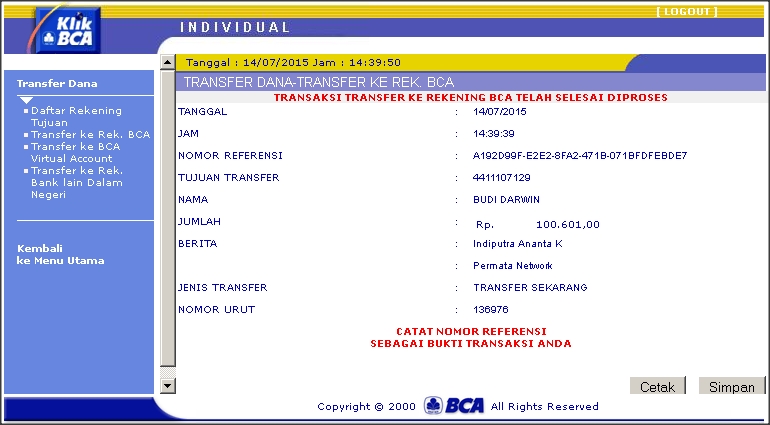 Klik
BCA
INDIVIDUAL
[ LOGOUT ]
Tanggal : 14/07/2015 Jam : 14:39:50
Transfer Dana
Daftar Rekening
Tujuan
Transfer ke Rek. BCA
Transfer ke BCA
Virtual Account
Transfer ke Rek.
Bank lain Dalam
Negeri
Kembali
ke Menu Utama
TRANSFER DANA-TRANSFER KE REK. BCA
TRANSAKSI TRANSFER KE REKENING BCA TELAH SELESAI DIPROSES
TANGGAL : 14/07/2015
JAM : 14:39:39
NOMOR REFERENSI : A192D99F-E2E2-8FA2-471B-071BFDFEBDE7
TUJUAN TRANSFER : 4411107129
NAMA : BUDI DARWIN
JUMLAH : Rp. 100.601,00
BERITA : Indiputra Ananta K
: Permata Network
JENIS TRANSFER : TRANSFER SEKARANG
NOMOR URUT : 136976
CATAT NOMOR REFERENSI
SEBAGAI BUKTI TRANSAKSI ANDA
Cetak Simpan
Copyright © 2000 BCA All Rights Reserved